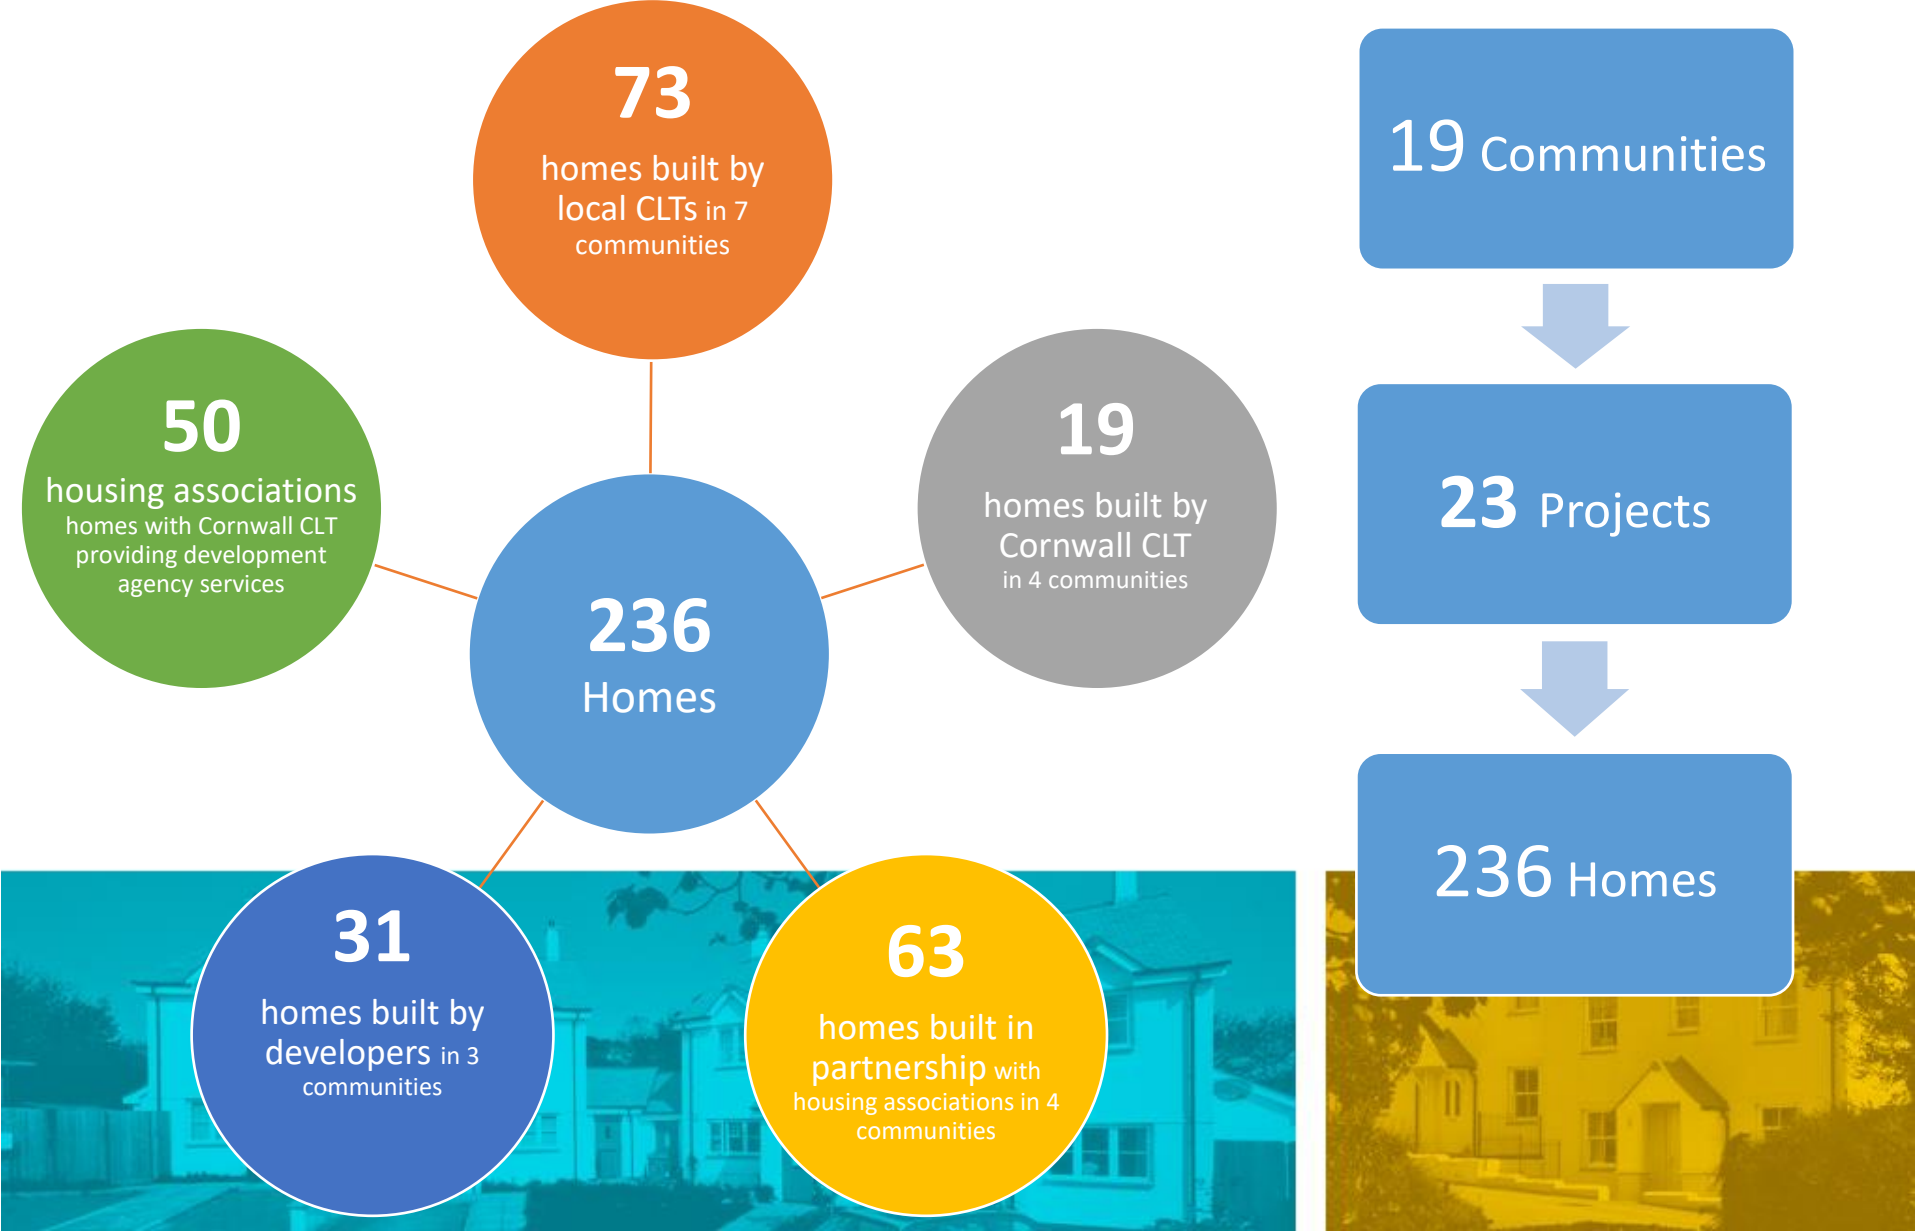 73
homes built by
local CLTs in 7
communities
19
homes built by
Cornwall CLT
in 4 communities
63
homes built in
partnership with
housing associations in 4
communities
31
homes built by
developers in 3
communities
50
housing associations
homes with Cornwall CLT
providing development
agency services
236
Homes
19 Communities
23 Projects
236 Homes